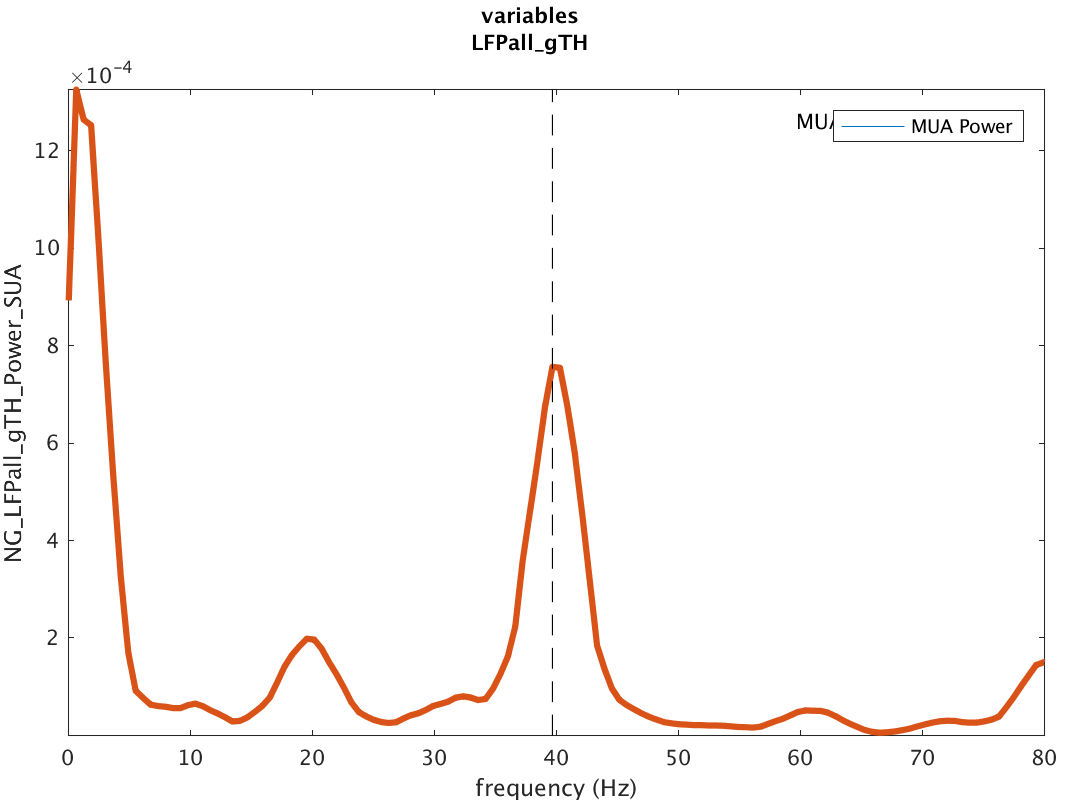 variables
LFPall_gTH
×10⁻⁴
MUA
MUA Power
12
10
8
6
4
2
NG_LFPall_gTH_Power_SUA
0 10 20 30 40 50 60 70 80
frequency (Hz)